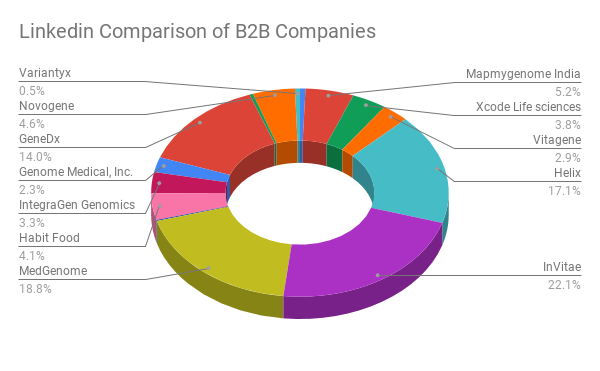 Linkedin Comparison of B2B Companies
Variantyx
0.5%
Novogene
4.6%
GeneDx
14.0%
Genome Medical, Inc.
2.3%
IntegraGen Genomics
3.3%
Habit Food
4.1%
MedGenome
18.8%
Mapmygenome India
5.2%
Xcode Life sciences
3.8%
Vitagene
2.9%
Helix
17.1%
InVitae
22.1%